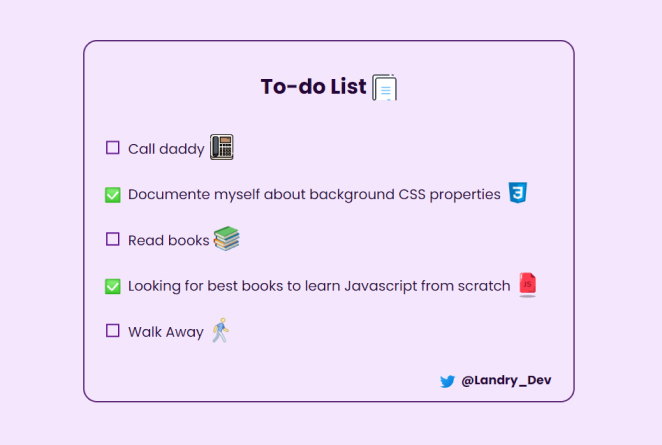 To-do List
Call daddy
Documente myself about background CSS properties
Read books
Looking for best books to learn Javascript from scratch
JS
Walk Away
@Landry_Dev